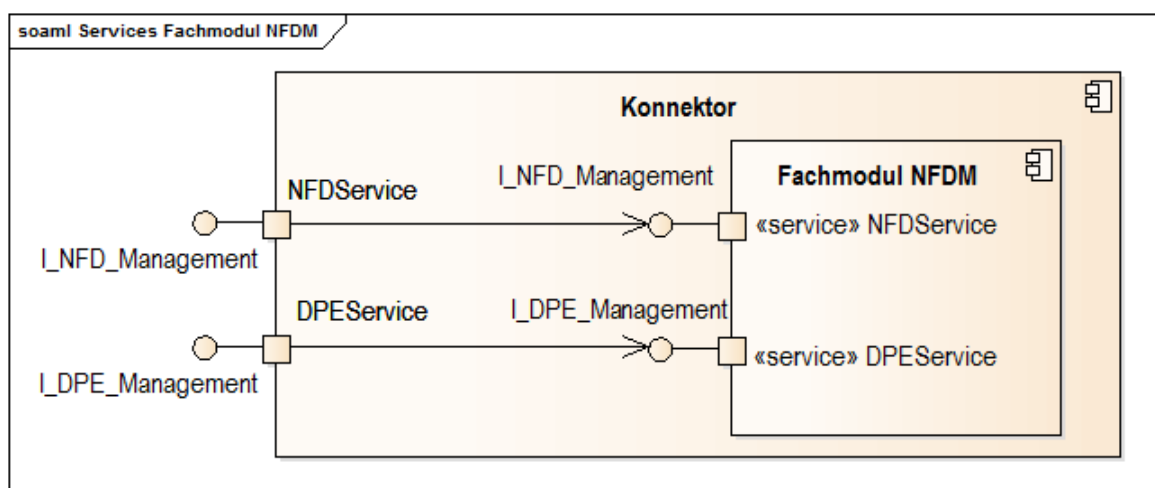 soaml Services Fachmodul NFDM
Konnektor
NFDService
I_NFD_Management
Fachmodul NFDM
«service» NFDService
I_NFD_Management
DPEService
I_DPE_Management
«service» DPEService
I_DPE_Management